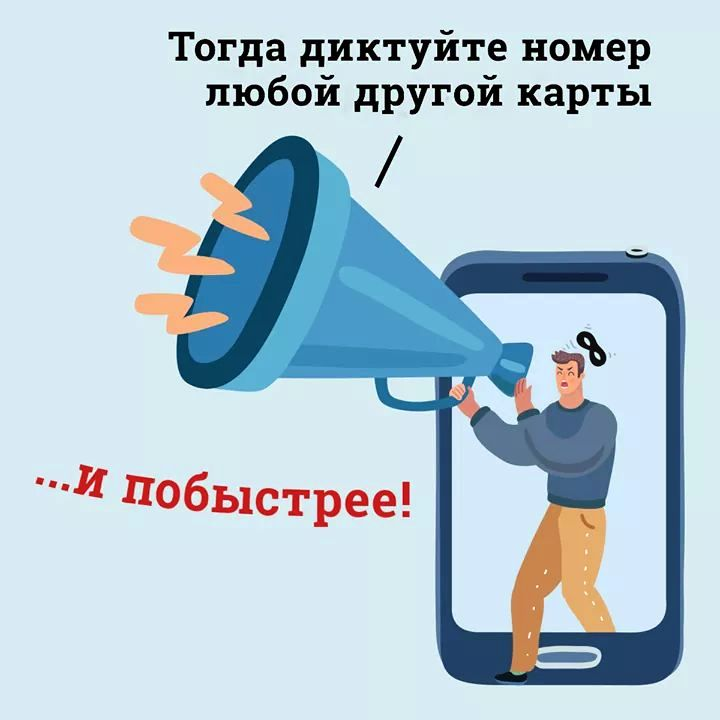 Тогда диктуйте номер
любой другой карты
...и побыстрее!